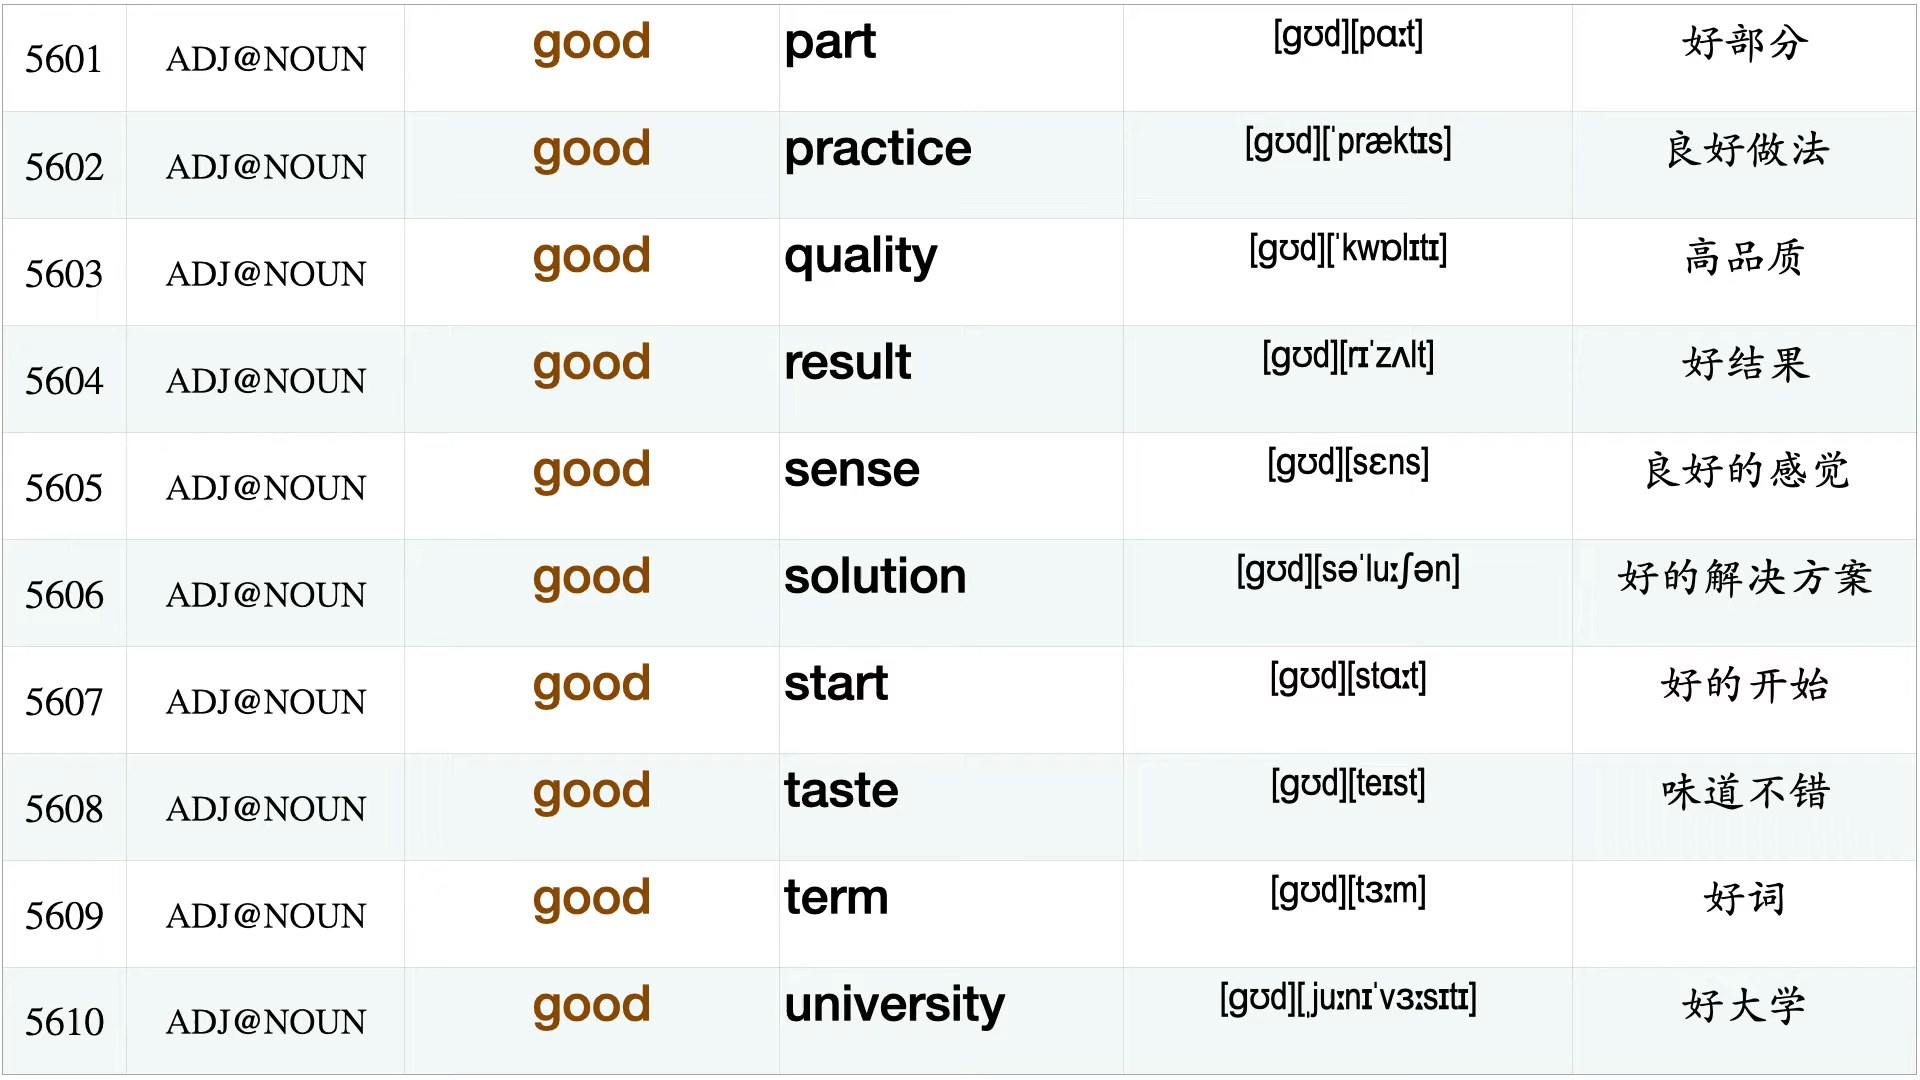 5601 ADJ@NOUN good part [gʊd][pɑːt] 好部分
5602 ADJ@NOUN good practice [gʊd][ˈpræktɪs] 良好做法
5603 ADJ@NOUN good quality [gʊd][ˈkwɒlɪtɪ] 高品质
5604 ADJ@NOUN good result [gʊd][rɪˈzʌlt] 好结果
5605 ADJ@NOUN good sense [gʊd][sɛns] 良好的感觉
5606 ADJ@NOUN good solution [gʊd][səˈluːʃən] 好的解决方案
5607 ADJ@NOUN good start [gʊd][stɑːt] 好的开始
5608 ADJ@NOUN good taste [gʊd][teɪst] 味道不错
5609 ADJ@NOUN good term [gʊd][tɜːm] 好词
5610 ADJ@NOUN good university [gʊd][ˌjuːnɪˈvɜːsɪtɪ] 好大学